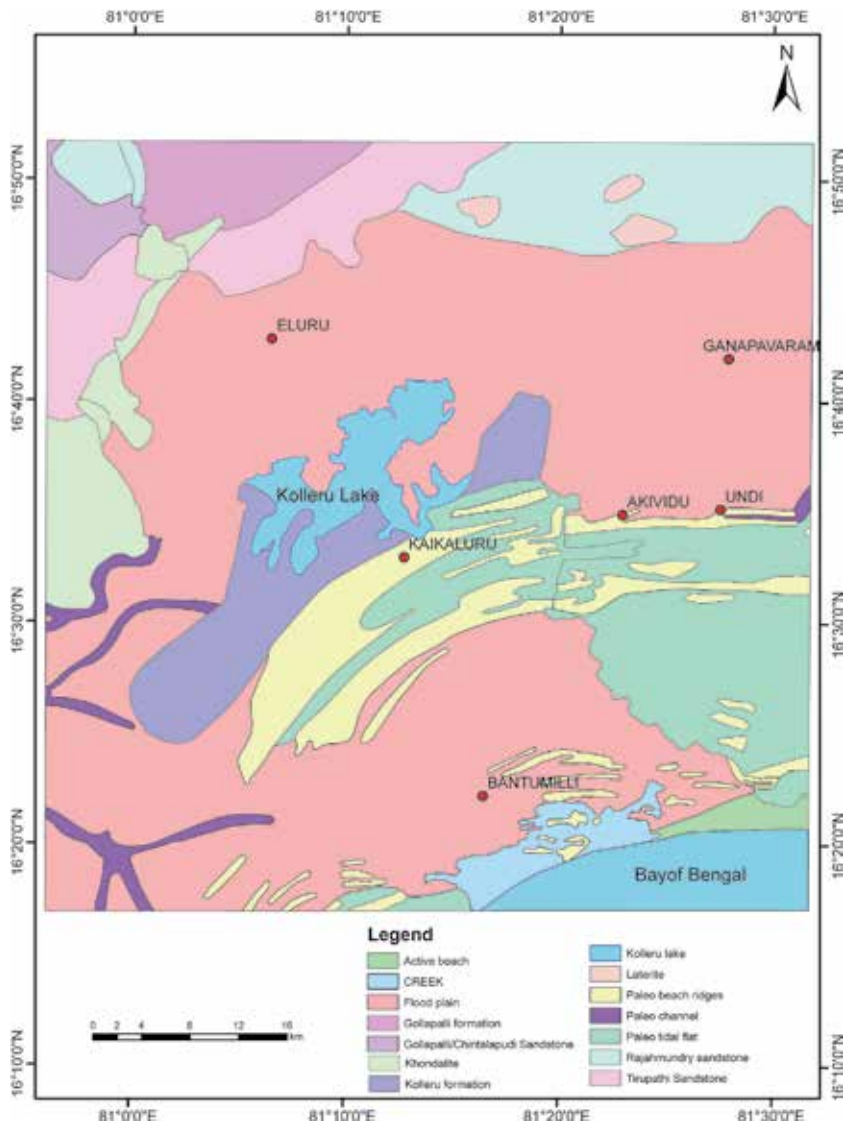 81°0'0"E 81°10'0"E 81°20'0"E 81°30'0"E
N
16°50'0"N 16°50'0"N
ELURU
GANAPAVARAM
16°40'0"N 16°40'0"N
Kolleru Lake
AKIVIDU UNDI
KAIKALURU
16°30'0"N 16°30'0"N
BANTUMILLI
16°20'0"N 16°20'0"N
Bayof Bengal
Legend
Active beach
CREEK
Flood plain
Gollapalli formation
Gollapalli/Chintalapudi Sandstone
Khondalite
Kolleru formation
Kolleru lake
Laterite
Paleo beach ridges
Paleo channel
Paleo tidal flat
Rajahmundry sandstone
Tirupathi Sandstone
0 2 4 8 12 16
km
16°10'0"N 16°10'0"N
81°0'0"E 81°10'0"E 81°20'0"E 81°30'0"E